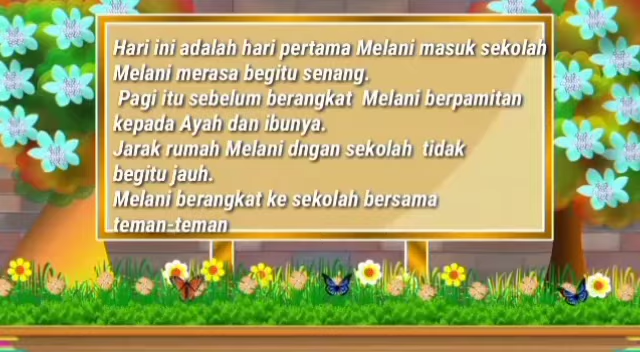 Hari ini adalah hari pertama Melani masuk sekolah
Melani merasa begitu senang.
Pagi itu sebelum berangkat Melani berpamitan
kepada Ayah dan ibunya.
Jarak rumah Melani dngan sekolah tidak
begitu jauh.
Melani berangkat ke sekolah bersama
teman-teman